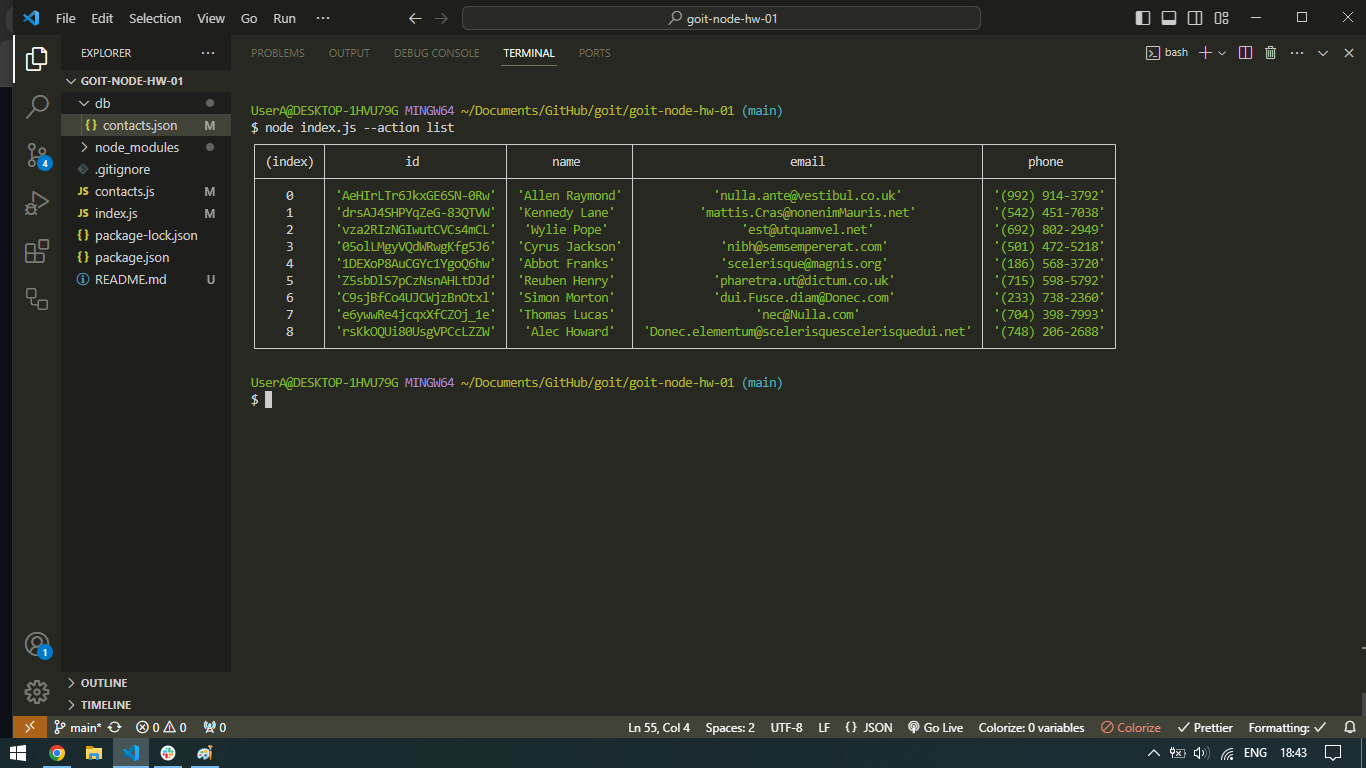 File Edit Selection View Go Run ··· goit-node-hw-01
EXPLORER ···
GOIT-NODE-HW-01
db
{} contacts.json M
node_modules
.gitignore
JS contacts.js M
JS index.js M
{} package-lock.json
{} package.json
README.md U
4
1
OUTLINE
TIMELINE
PROBLEMS OUTPUT DEBUG CONSOLE TERMINAL PORTS bash
UserA@DESKTOP-1HVU79G MINGW64 ~/Documents/GitHub/goit/goit-node-hw-01 (main)
$ node index.js --action list
(index) id name email phone
0 'AeHIrLTr6JkxGE6SN-0Rw' 'Allen Raymond' 'nulla.ante@vestibul.co.uk' '(992) 914-3792'
1 'drsAJ4SHPYqZeG-83QTVW' 'Kennedy Lane' 'mattis.Cras@nonenimMauris.net' '(542) 451-7038'
2 'vza2RIzNGIwutCVCs4mCL' 'Wylie Pope' 'est@utquamvel.net' '(692) 802-2949'
3 '05olLMgyVQdWRwgKfg5J6' 'Cyrus Jackson' 'nibh@semsempererat.com' '(501) 472-5218'
4 '1DEXoP8AuCGYc1YgoQ6hw' 'Abbot Franks' 'scelerisque@magnis.org' '(186) 568-3720'
5 'Z5sbDlS7pCzNsnAHLtDJd' 'Reuben Henry' 'pharetra.ut@dictum.co.uk' '(715) 598-5792'
6 'C9sjBfCo4UJCWjzBnOtxl' 'Simon Morton' 'dui.Fusce.diam@Donec.com' '(233) 738-2360'
7 'e6ywwRe4jcqxXfCZOj_1e' 'Thomas Lucas' 'nec@Nulla.com' '(704) 398-7993'
8 'rsKkOQUi80UsgVPCcLZZW' 'Alec Howard' 'Donec.elementum@scelerisquescelerisquedui.net' '(748) 206-2688'
UserA@DESKTOP-1HVU79G MINGW64 ~/Documents/GitHub/goit/goit-node-hw-01 (main)
$
main* 0 0 0 Ln 55, Col 4 Spaces: 2 UTF-8 LF {} JSON Go Live Colorize: 0 variables Colorize Prettier Formatting:
ENG 18:43